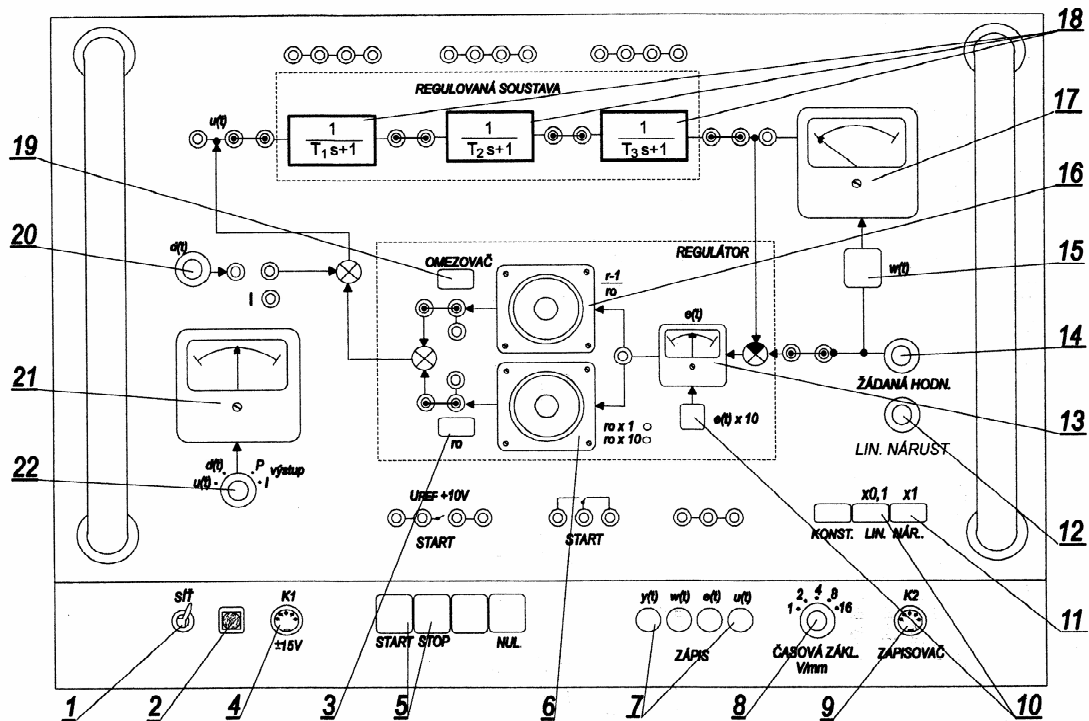 18
REGULOVANÁ SOUSTAVA
u(t)
1
T1 s+1
1
T2 s+1
1
T3 s+1
17
19
16
20
d(t)
OMEZOVAČ
REGULÁTOR
r-1
ro
15
w(t)
I
e(t)
14
ŽÁDANÁ HODN.
21
13
e(t) x 10
ro
ro x 1
ro x 10
LIN. NÁRUST
22
d(t)
P
výstup
u(t)
I
UREF +10V
START
START
x0,1
x1
KONST.
LIN.
NÁR..
12
SÍŤ
K1
±15V
START
STOP
NUL.
y(t)
w(t)
e(t)
u(t)
ZÁPIS
1
2
4
8
16
ČASOVÁ ZÁKL.
V/mm
K2
ZAPISOVAČ
11
1
2
4
3
5
6
7
8
9
10